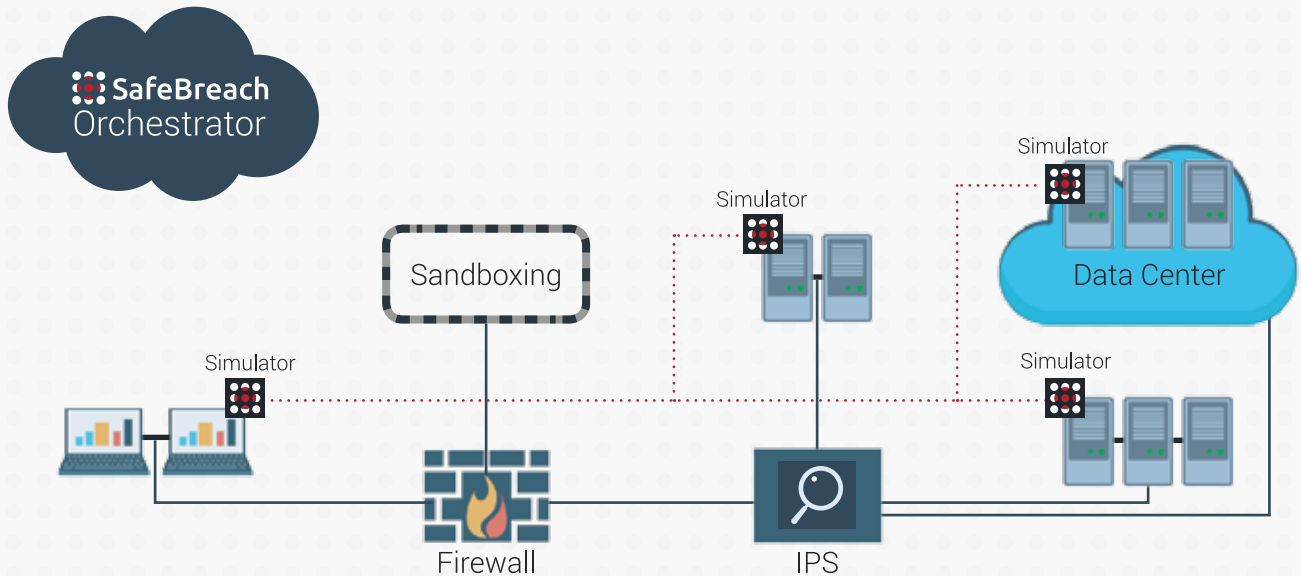 SafeBreach
Orchestrator
Simulator
Simulator
Sandboxing
Data Center
Simulator
Simulator
Firewall
IPS